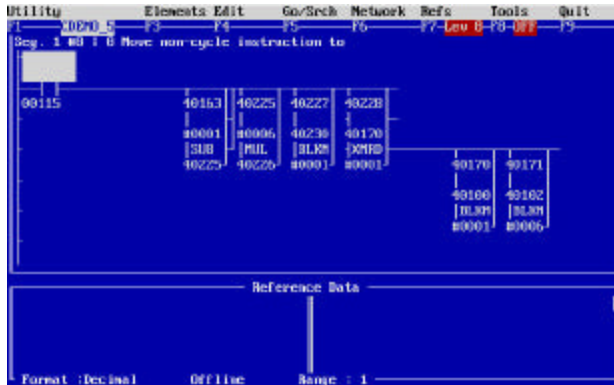 Utility Elements Edit Go/Srch Network Refs Tools Quit
F1 XDEMO_5 F3 F4 F5 F6 F7-Lev 8-F8-OFF F9
Seg. 1 #8 : 8 Move non-cycle instruction to
00115 40163 40225 40227 40228
#0001 #0006 40230 40170
SUB MUL BLKM XMRD
40225 40226 #0001 #0001
40170 40171
40100 40102
BLKM BLKM
#0001 #0006
Reference Data
Format :Decimal Offline Range : 1